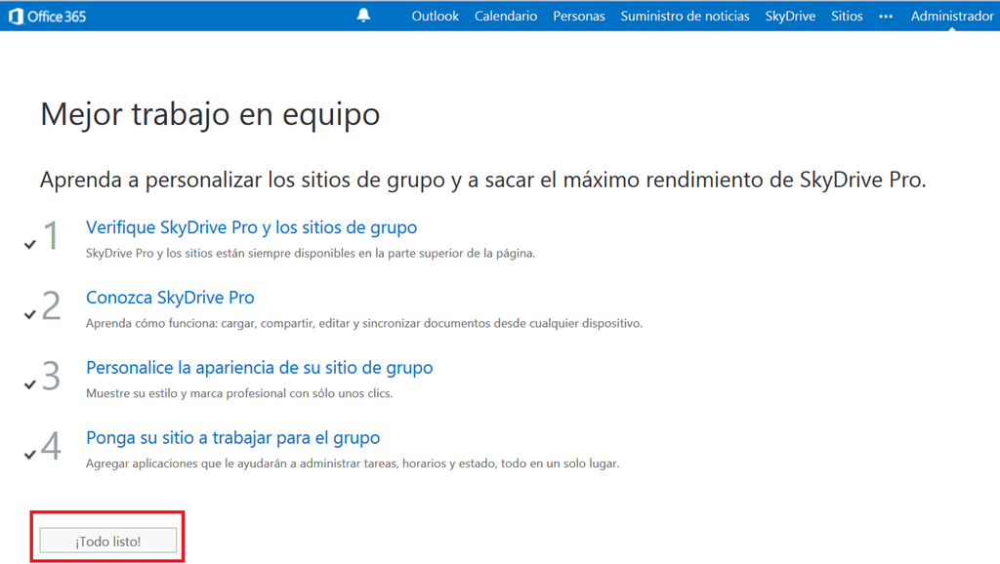 Office 365 Outlook Calendario Personas Suministro de noticias SkyDrive Sitios ••• Administrador
Mejor trabajo en equipo
Aprenda a personalizar los sitios de grupo y a sacar el máximo rendimiento de SkyDrive Pro.
1 Verifique SkyDrive Pro y los sitios de grupo
SkyDrive Pro y los sitios están siempre disponibles en la parte superior de la página.
2 Conozca SkyDrive Pro
Aprenda cómo funciona: cargar, compartir, editar y sincronizar documentos desde cualquier dispositivo.
3 Personalice la apariencia de su sitio de grupo
Muestre su estilo y marca profesional con sólo unos clics.
4 Ponga su sitio a trabajar para el grupo
Agregar aplicaciones que le ayudarán a administrar tareas, horarios y estado, todo en un solo lugar.
¡Todo listo!